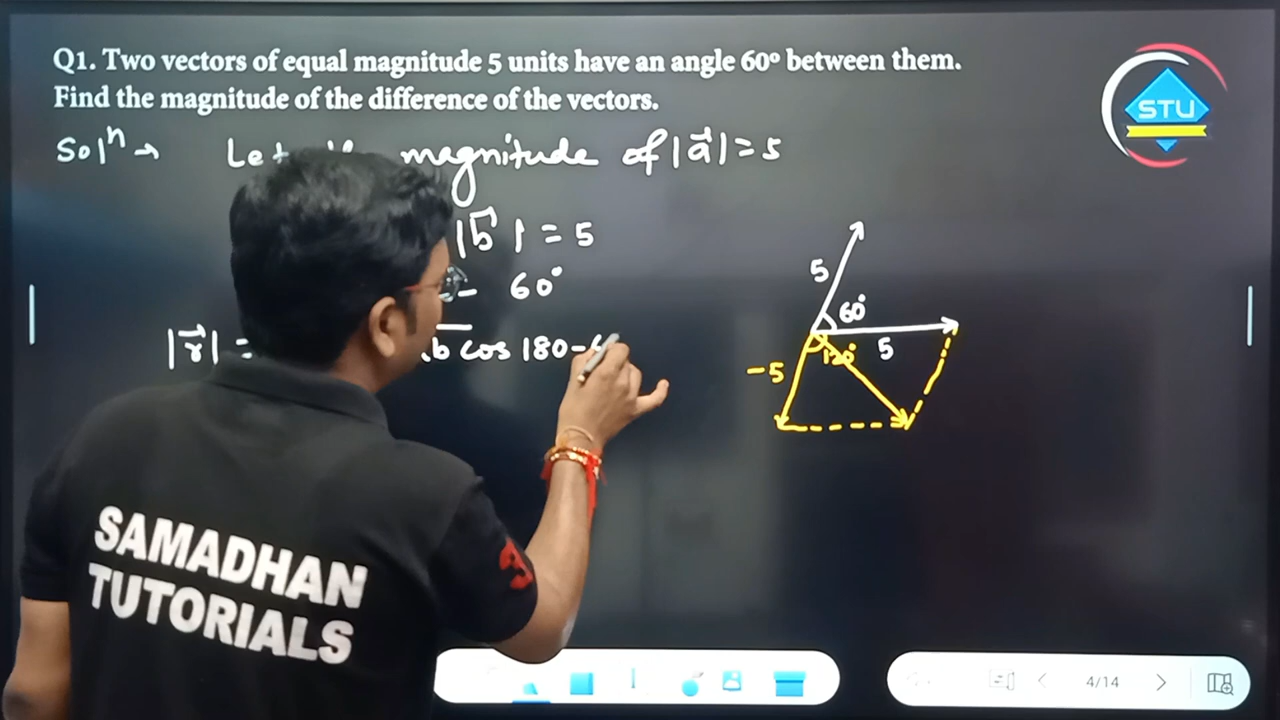 Q1. Two vectors of equal magnitude 5 units have an angle 60º between them.
Find the magnitude of the difference of the vectors.
STU
Solⁿ → Let magnitude of |a⃗| = 5
|b⃗| = 5
60°
|r⃗| = b cos 180-
5
60°
5
-5
120°
SAMADHAN
TUTORIALS
4/14